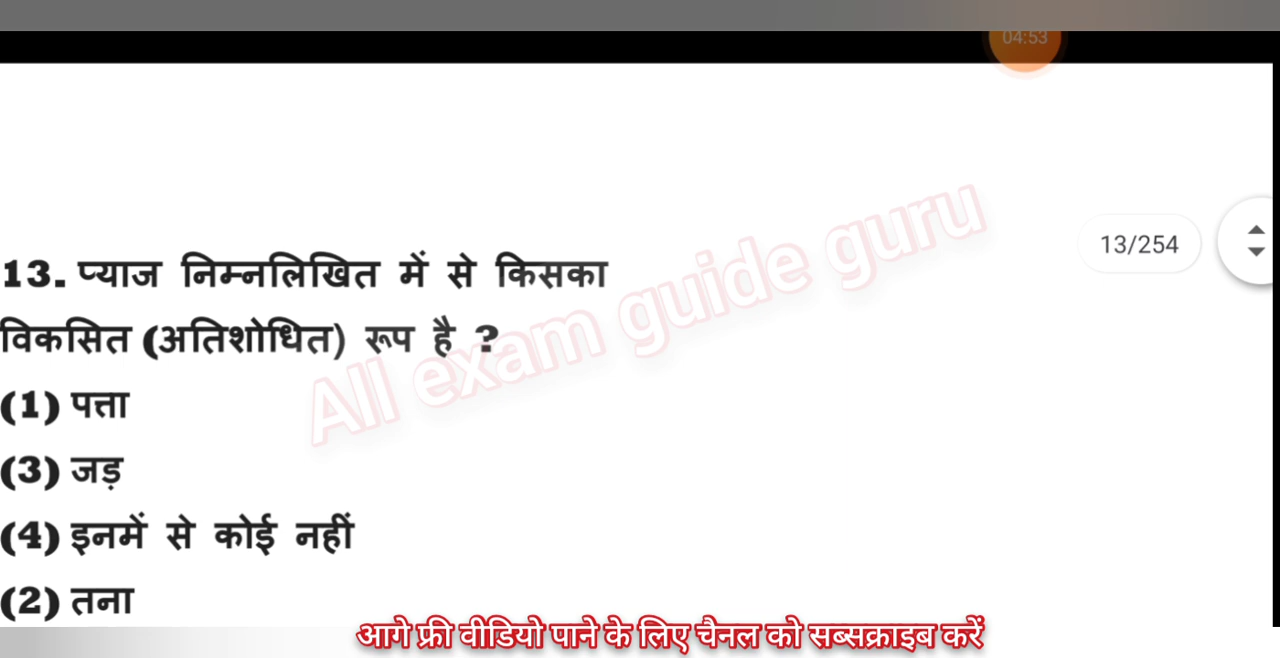 04:53
13/254
All exam guide guru
13. प्याज निम्नलिखित में से किसका
विकसित (अतिशोधित) रूप है ?
(1) पत्ता
(3) जड़
(4) इनमें से कोई नहीं
(2) तना
आगे फ्री वीडियो पाने के लिए चैनल को सब्सक्राइब करें